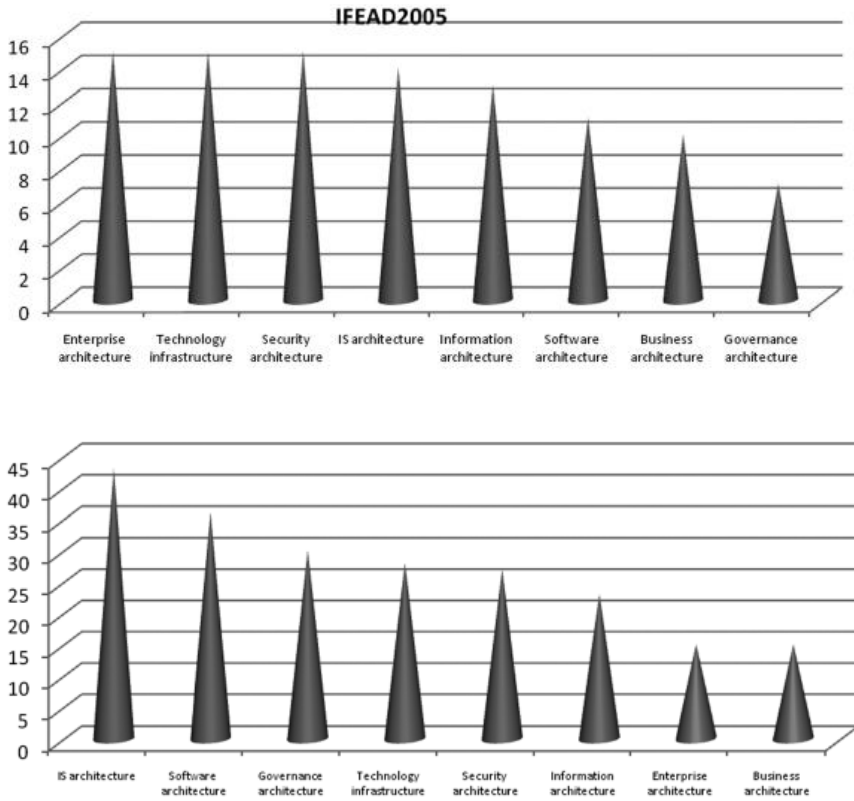 IFEAD2005
16
14
12
10
8
6
4
2
0
Enterprise architecture
Technology infrastructure
Security architecture
IS architecture
Information architecture
Software architecture
Business architecture
Governance architecture
45
40
35
30
25
20
15
10
5
0
IS architecture
Software architecture
Governance architecture
Technology infrastructure
Security architecture
Information architecture
Enterprise architecture
Business architecture